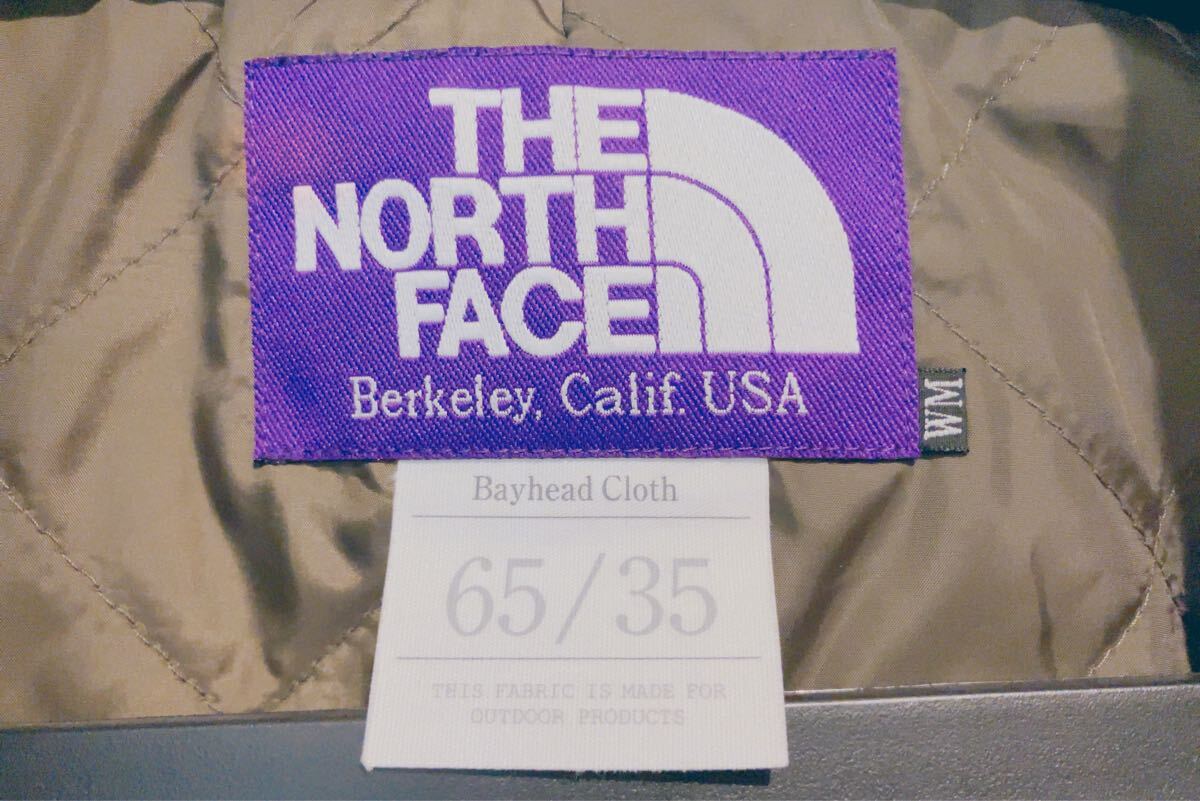 THE
NORTH
FACE
Berkeley, Calif. USA
WM
Bayhead Cloth
65/35
THIS FABRIC IS MADE FOR
OUTDOOR PRODUCTS